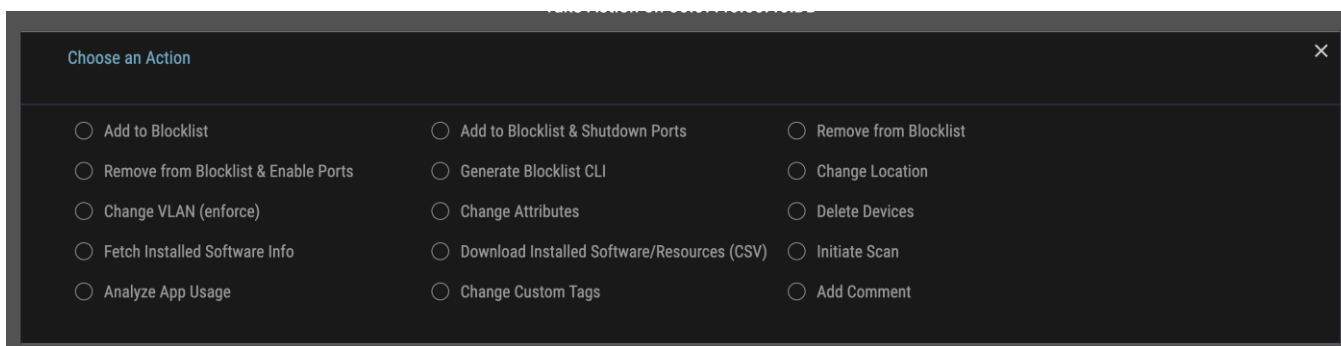 Choose an Action
Add to Blocklist
Add to Blocklist & Shutdown Ports
Remove from Blocklist
Remove from Blocklist & Enable Ports
Generate Blocklist CLI
Change Location
Change VLAN (enforce)
Change Attributes
Delete Devices
Fetch Installed Software Info
Download Installed Software/Resources (CSV)
Initiate Scan
Analyze App Usage
Change Custom Tags
Add Comment